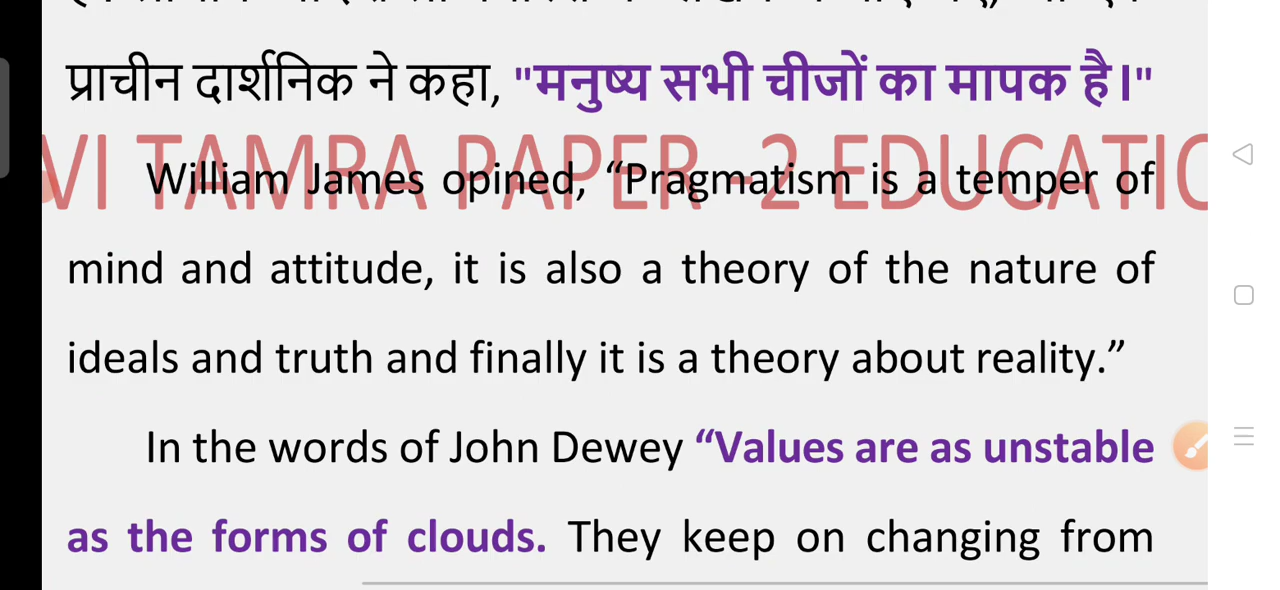 प्राचीन दार्शनिक ने कहा, "मनुष्य सभी चीजों का मापक है।"
VI TAMRA PAPER -2 EDUCATIO
William James opined, “Pragmatism is a temper of
mind and attitude, it is also a theory of the nature of
ideals and truth and finally it is a theory about reality.”
In the words of John Dewey “Values are as unstable
as the forms of clouds. They keep on changing from